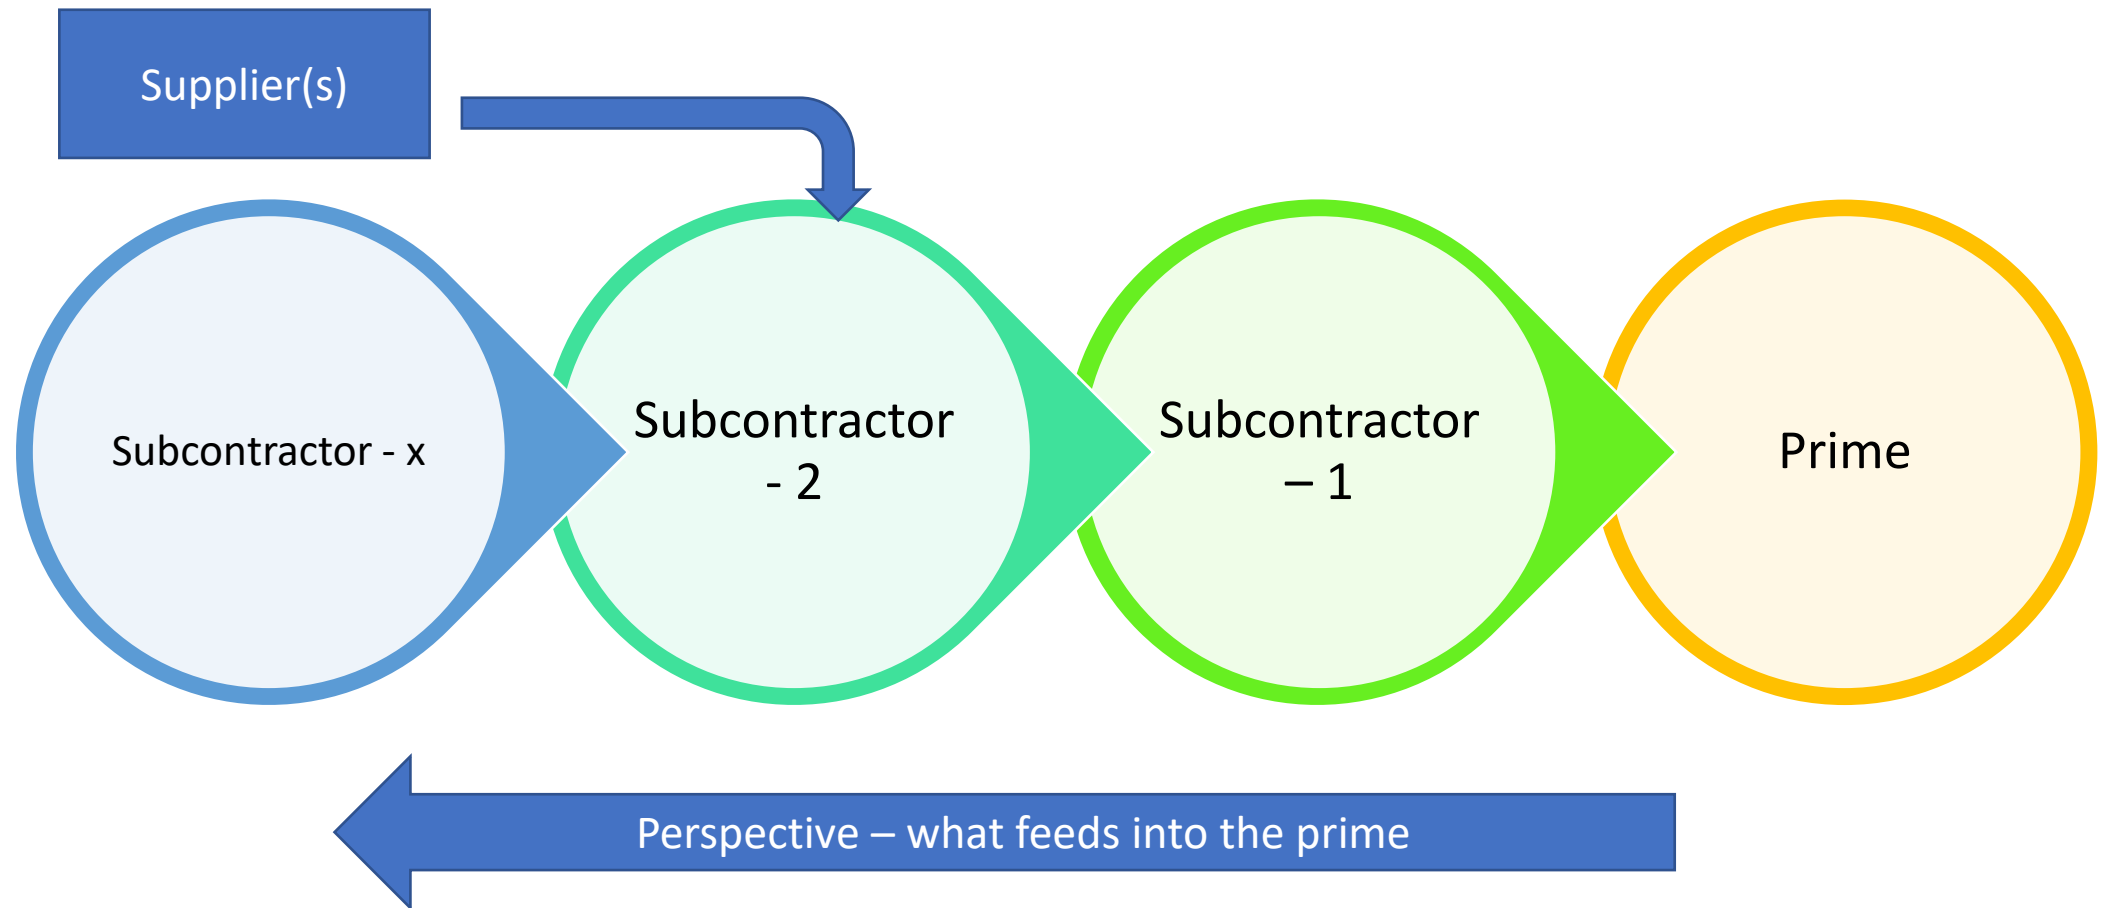 Supplier(s)
Subcontractor - x
Subcontractor
- 2
Subcontractor
– 1
Prime
Perspective – what feeds into the prime